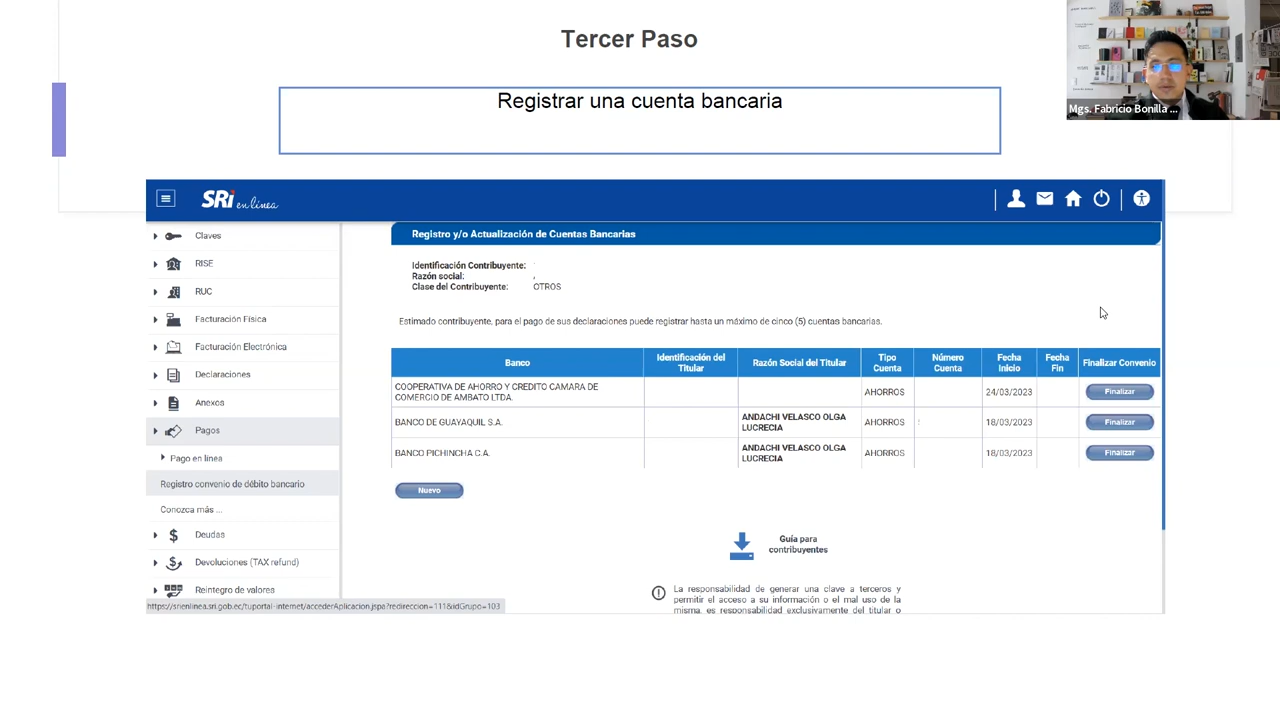 Tercer Paso
Registrar una cuenta bancaria
Mgs. Fabricio Bonilla ...
SRi en línea
Claves
RISE
RUC
Facturación Física
Facturación Electrónica
Declaraciones
Anexos
Pagos
Pago en línea
Registro convenio de débito bancario
Conozca más ...
Deudas
Devoluciones (TAX refund)
Reintegro de valores
https://srienlinea.sri.gob.ec/tuportal-internet/accederAplicacion.jspa?redireccion=111&idGrupo=103
Registro y/o Actualización de Cuentas Bancarias
Identificación Contribuyente:
Razón social:
Clase del Contribuyente: OTROS
Estimado contribuyente, para el pago de sus declaraciones puede registrar hasta un máximo de cinco (5) cuentas bancarias.
Banco Identificación del Titular Razón Social del Titular Tipo Cuenta Número Cuenta Fecha Inicio Fecha Fin Finalizar Convenio
COOPERATIVA DE AHORRO Y CREDITO CAMARA DE
COMERCIO DE AMBATO LTDA. AHORROS 24/03/2023 Finalizar
BANCO DE GUAYAQUIL S.A. ANDACHI VELASCO OLGA LUCRECIA AHORROS 18/03/2023 Finalizar
BANCO PICHINCHA C.A. ANDACHI VELASCO OLGA LUCRECIA AHORROS 18/03/2023 Finalizar
Nuevo
Guía para
contribuyentes
La responsabilidad de generar una clave a terceros y
permitir el acceso a su información o el mal uso de la
misma, es responsabilidad exclusivamente del titular o